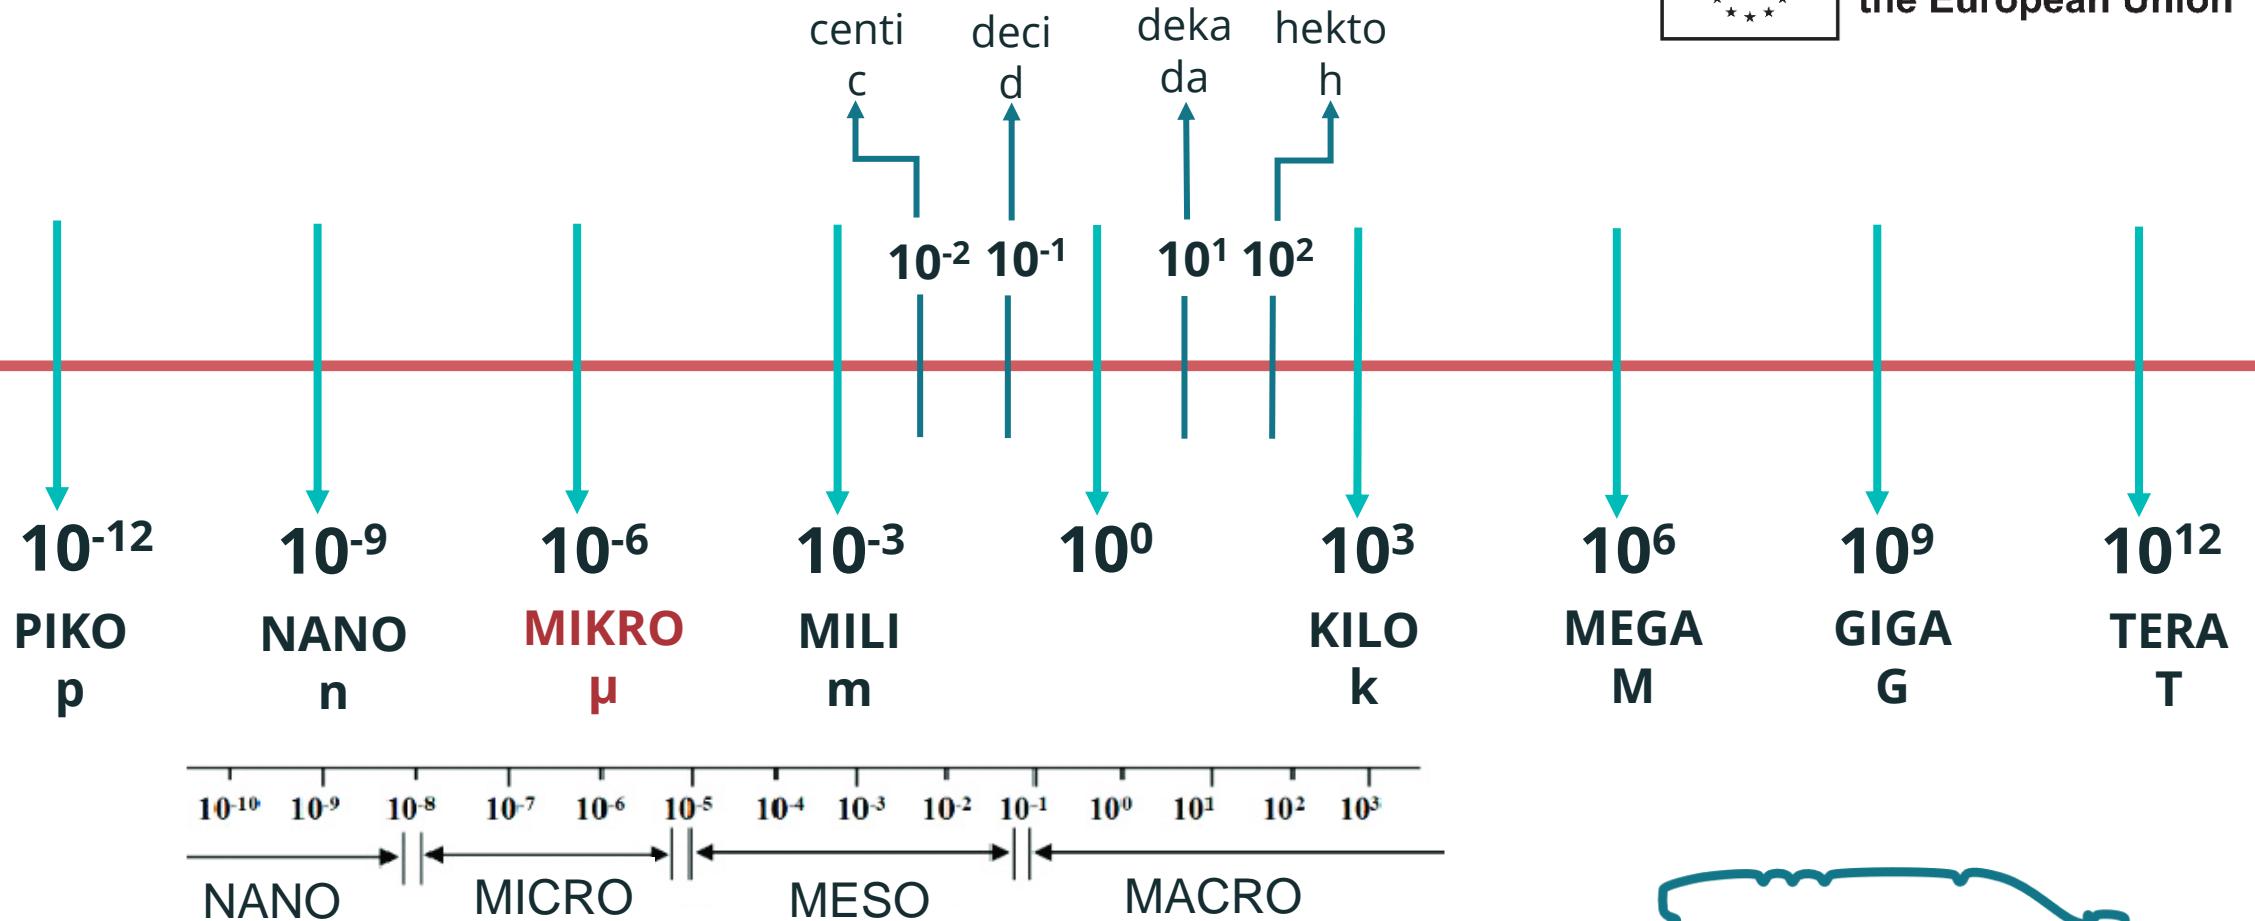 the European Union
centi deci deka hekto
c d da h
10⁻² 10⁻¹ 10¹ 10²
10⁻¹² 10⁻⁹ 10⁻⁶ 10⁻³ 10⁰ 10³ 10⁶ 10⁹ 10¹²
PIKO NANO MIKRO MILI KILO MEGA GIGA TERA
p n µ m k M G T
10⁻¹⁰ 10⁻⁹ 10⁻⁸ 10⁻⁷ 10⁻⁶ 10⁻⁵ 10⁻⁴ 10⁻³ 10⁻² 10⁻¹ 10⁰ 10¹ 10² 10³
NANO MICRO MESO MACRO